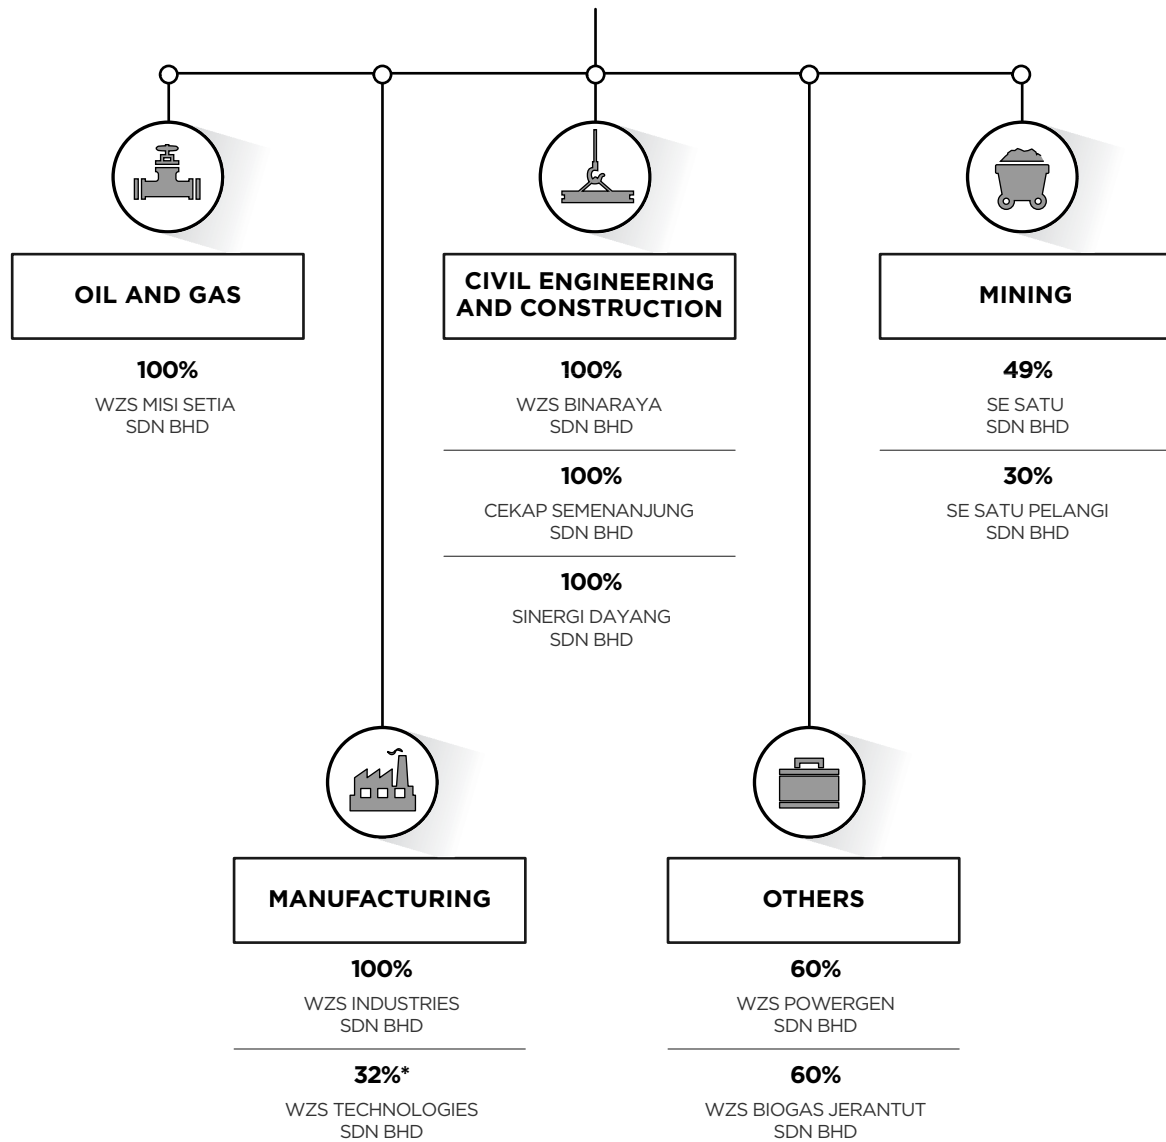 OIL AND GAS
100%
WZS MISI SETIA
SDN BHD
CIVIL ENGINEERING
AND CONSTRUCTION
100%
WZS BINARAYA
SDN BHD
100%
CEKAP SEMENANJUNG
SDN BHD
100%
SINERGI DAYANG
SDN BHD
MINING
49%
SE SATU
SDN BHD
30%
SE SATU PELANGI
SDN BHD
MANUFACTURING
100%
WZS INDUSTRIES
SDN BHD
32%*
WZS TECHNOLOGIES
SDN BHD
OTHERS
60%
WZS POWERGEN
SDN BHD
60%
WZS BIOGAS JERANTUT
SDN BHD